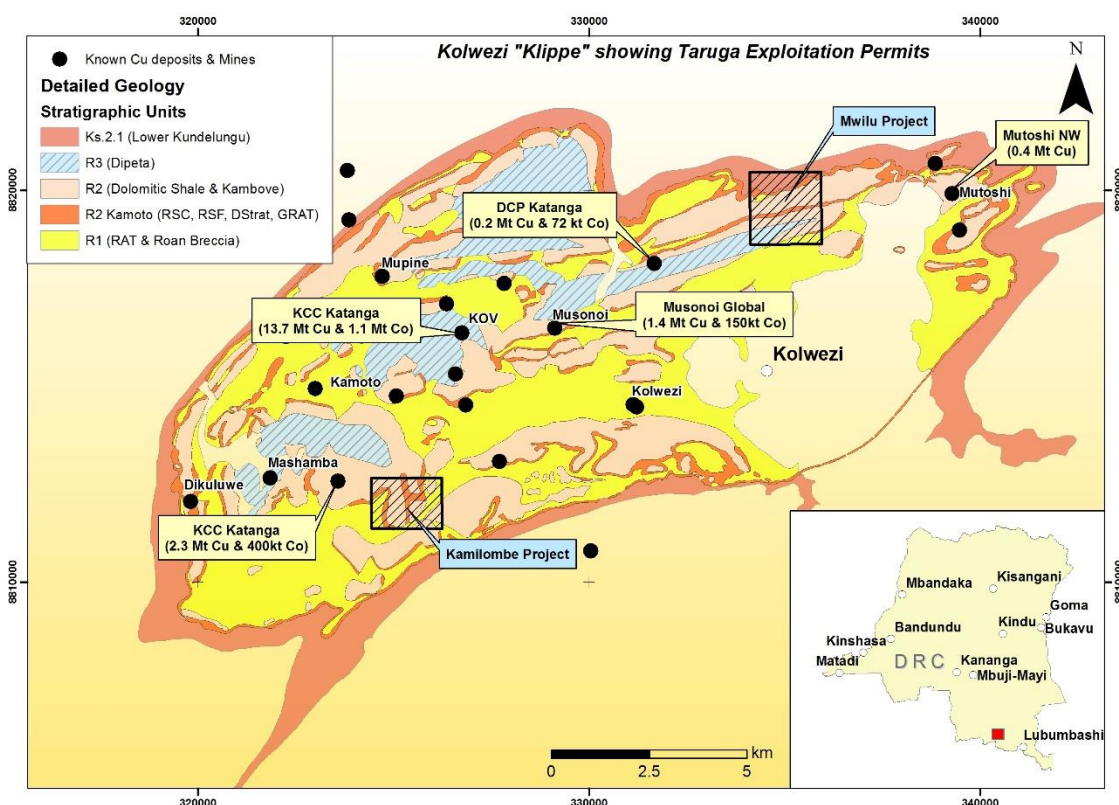 320000
330000
340000
Kolwezi "Klippe" showing Taruga Exploitation Permits
N
Known Cu deposits & Mines
Detailed Geology
Stratigraphic Units
Ks.2.1 (Lower Kundelungu)
R3 (Dipeta)
R2 (Dolomitic Shale & Kambove)
R2 Kamoto (RSC, RSF, DStrat, GRAT)
R1 (RAT & Roan Breccia)
Mwilu Project
Mutoshi NW
(0.4 Mt Cu)
8820000
8820000
Mutoshi
DCP Katanga
(0.2 Mt Cu & 72 kt Co)
Mupine
KCC Katanga
(13.7 Mt Cu & 1.1 Mt Co)
KOV
Musonoi
Musonoi Global
(1.4 Mt Cu & 150kt Co)
Kolwezi
Kamoto
Kolwezi
Mashamba
Dikuluwe
KCC Katanga
(2.3 Mt Cu & 400kt Co)
Kamilombe Project
8810000
8810000
Mbandaka
Kisangani
Goma
Kindu
Bukavu
Bandundu
Kinshasa
Matadi
DRC
Kananga
Mbuji-Mayi
Lubumbashi
km
0
2.5
5
320000
330000
340000